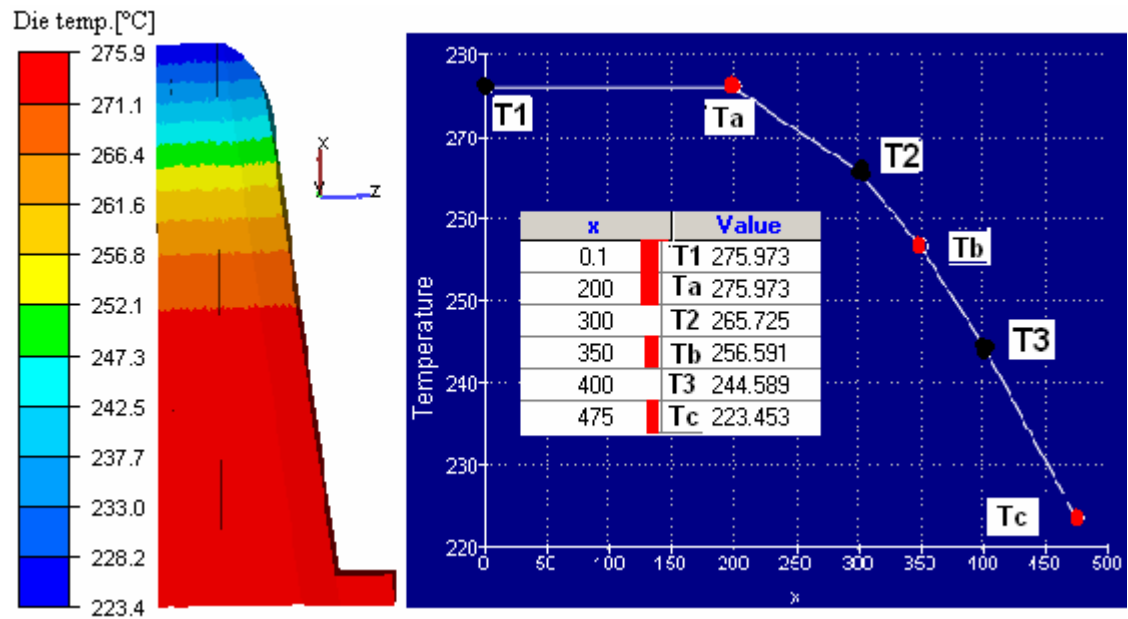 Die temp.[°C]
275.9
271.1
266.4
261.6
256.8
252.1
247.3
242.5
237.7
233.0
228.2
223.4
X
Y
Z
Temperature
280
270
260
250
240
230
220
0 50 100 150 200 250 300 350 400 450 500
x
T1
Ta
T2
Tb
T3
Tc
x Value
0.1 T1 275.973
200 Ta 275.973
300 T2 265.725
350 Tb 256.591
400 T3 244.589
475 Tc 223.453